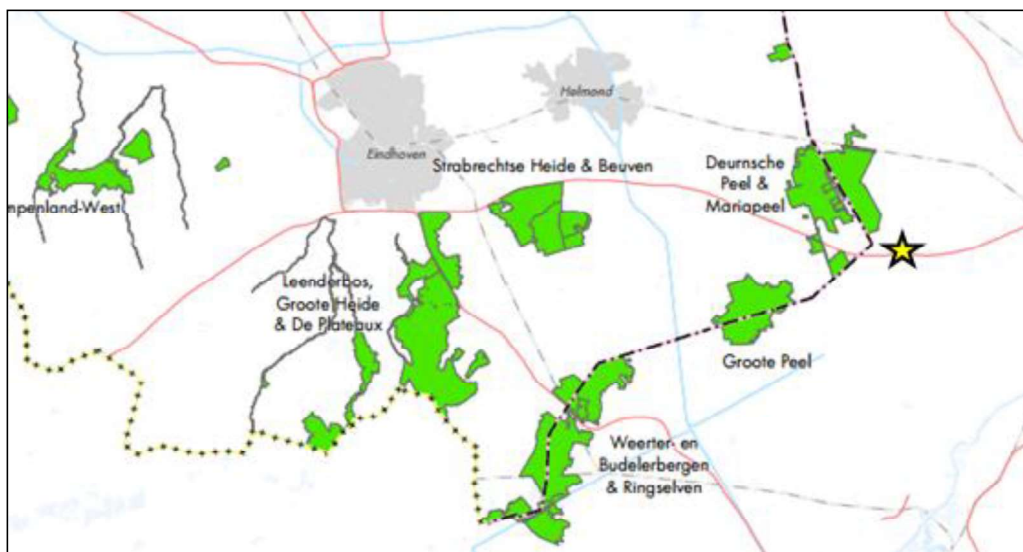 Helmond
Eindhoven
Strabrechtse Heide & Beuven
Deurnsche
Peel &
Mariapeel
mpenland-West
Leenderbos,
Groote Heide
& De Plateaux
Groote Peel
Weerter- en
Budelerbergen
& Ringselven